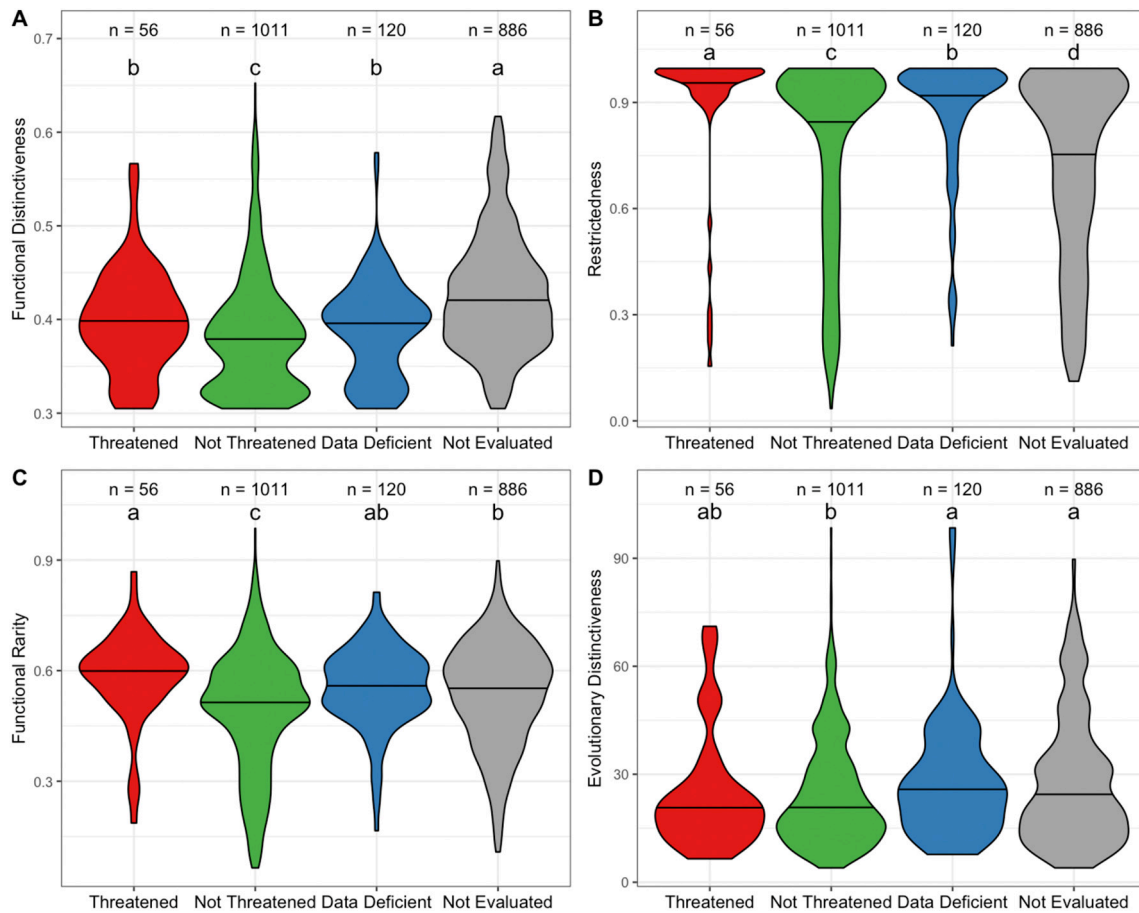 A
n = 56 n = 1011 n = 120 n = 886
b c b a
0.7
0.6
0.5
0.4
0.3
Functional Distinctiveness
Threatened Not Threatened Data Deficient Not Evaluated
B
n = 56 n = 1011 n = 120 n = 886
a c b d
0.9
0.6
0.3
0.0
Restrictedness
Threatened Not Threatened Data Deficient Not Evaluated
C
n = 56 n = 1011 n = 120 n = 886
a c ab b
0.9
0.6
0.3
Functional Rarity
Threatened Not Threatened Data Deficient Not Evaluated
D
n = 56 n = 1011 n = 120 n = 886
ab b a a
90
60
30
0
Evolutionary Distinctiveness
Threatened Not Threatened Data Deficient Not Evaluated